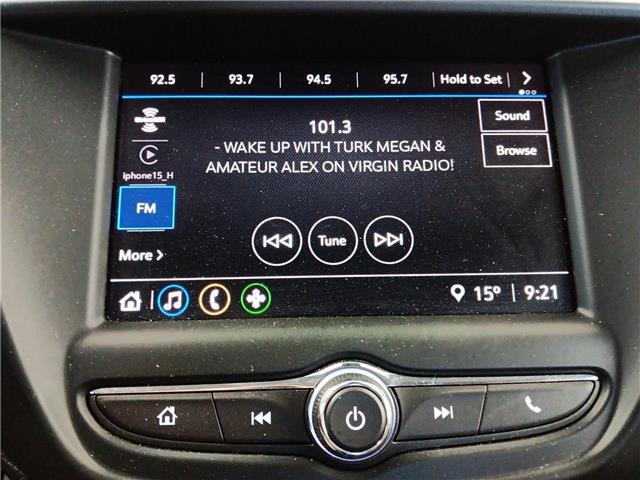 92.5 | 93.7 | 94.5 | 95.7 | Hold to Set |
101.3
- WAKE UP WITH TURK MEGAN &
AMATEUR ALEX ON VIRGIN RADIO!
Sound
Browse
iphone15_H
FM
More
Tune
15° | 9:21